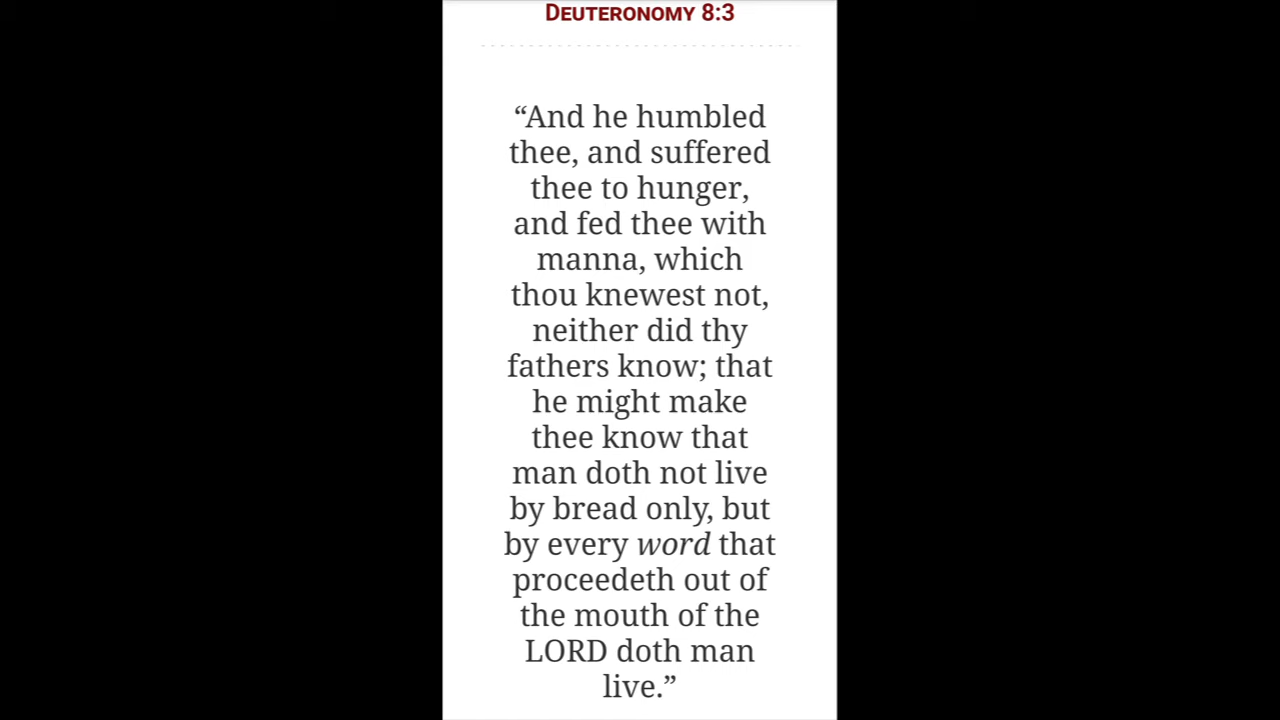 DEUTERONOMY 8:3
“And he humbled
thee, and suffered
thee to hunger,
and fed thee with
manna, which
thou knewest not,
neither did thy
fathers know; that
he might make
thee know that
man doth not live
by bread only, but
by every word that
proceedeth out of
the mouth of the
LORD doth man
live.”